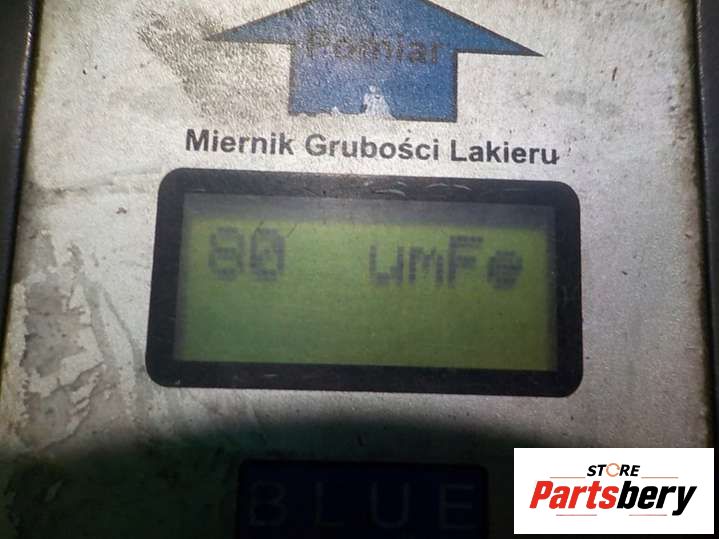 Pomiar
Miernik Grubości Lakieru
80 umFe
BLUE
STORE
Partsbery